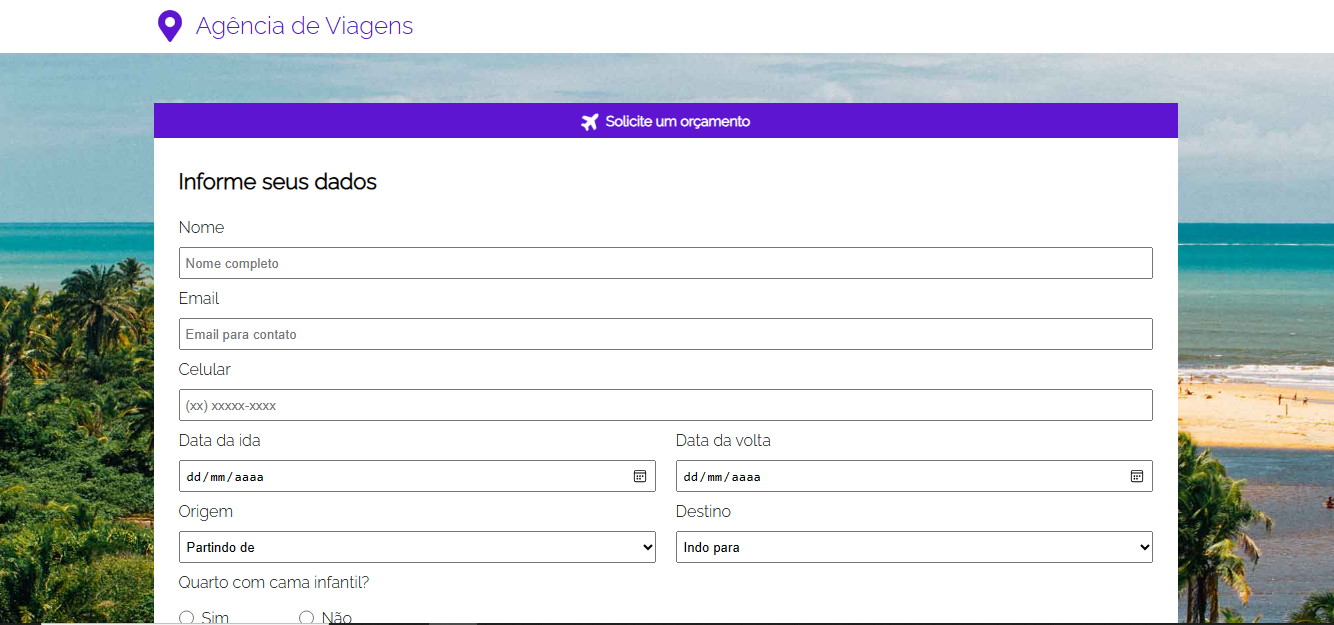 Agência de Viagens
Solicite um orçamento
Informe seus dados
Nome
Nome completo
Email
Email para contato
Celular
(xx) xxxxx-xxxx
Data da ida Data da volta
dd/mm/aaaa dd/mm/aaaa
Origem Destino
Partindo de Indo para
Quarto com cama infantil?
Sim Não